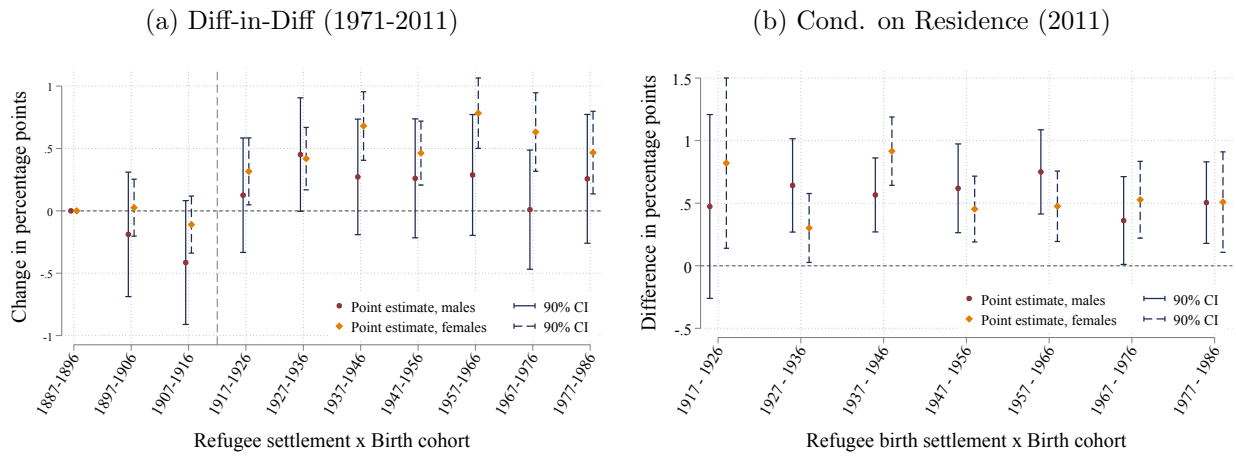 (a) Diff-in-Diff (1971-2011)
Change in percentage points
1
.5
0
-.5
-1
Point estimate, males
90% CI
Point estimate, females
90% CI
1887-1896
1897-1906
1907-1916
1917-1926
1927-1936
1937-1946
1947-1956
1957-1966
1967-1976
1977-1986
Refugee settlement x Birth cohort
(b) Cond. on Residence (2011)
Difference in percentage points
1.5
1
.5
0
-.5
Point estimate, males
90% CI
Point estimate, females
90% CI
1917 - 1926
1927 - 1936
1937 - 1946
1947 - 1956
1957 - 1966
1967 - 1976
1977 - 1986
Refugee birth settlement x Birth cohort